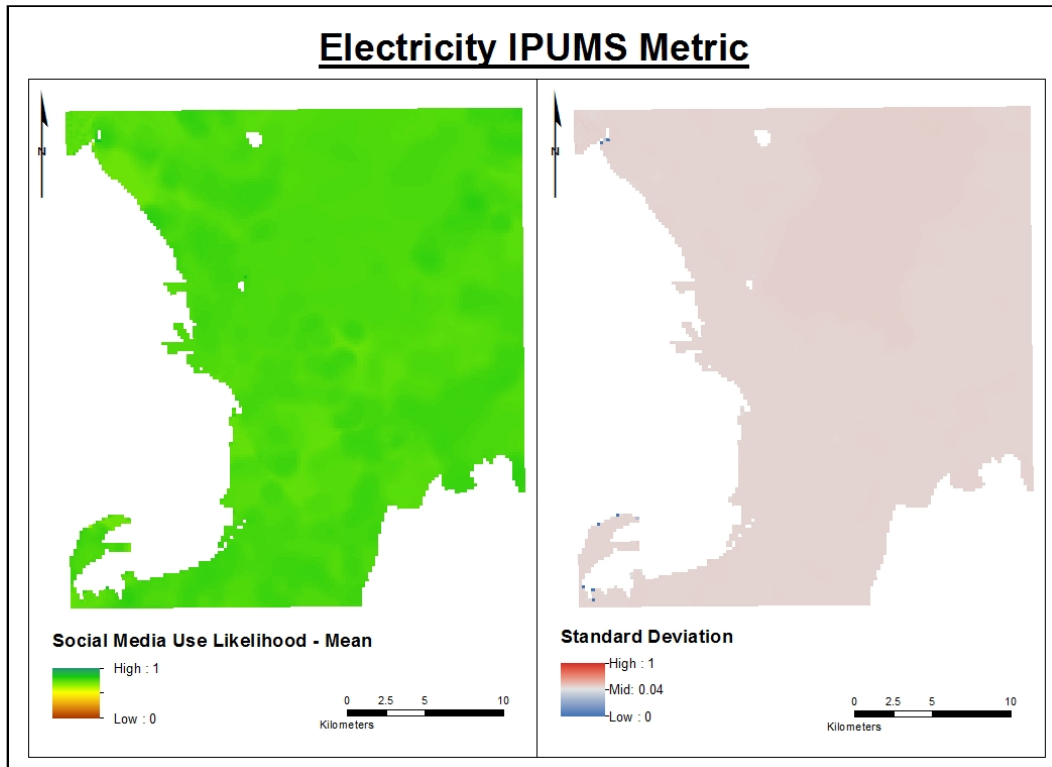 Electricity IPUMS Metric
N
N
Social Media Use Likelihood - Mean
High : 1
Low : 0
0 2.5 5 10
Kilometers
Standard Deviation
High : 1
Mid: 0.04
Low : 0
0 2.5 5 10
Kilometers